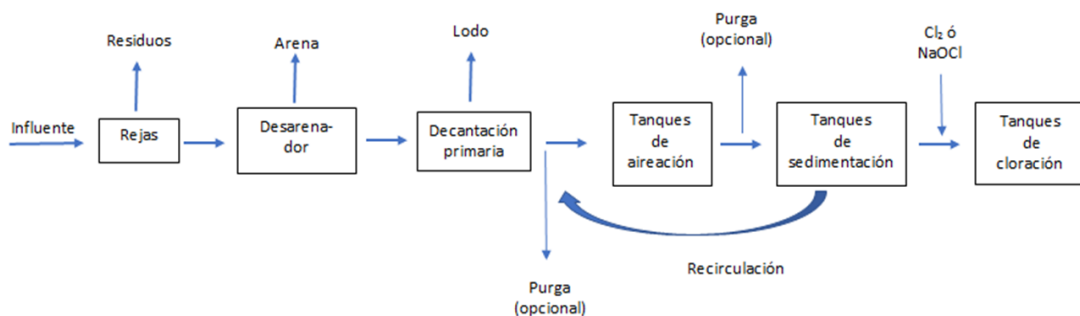 Purga
(opcional)
Cl₂ ó
NaOCl
Residuos
Arena
Lodo
Influente
Rejas
Desarena-
dor
Decantación
primaria
Tanques
de
aireación
Tanques
de
sedimentación
Tanques
de
cloración
Recirculación
Purga
(opcional)